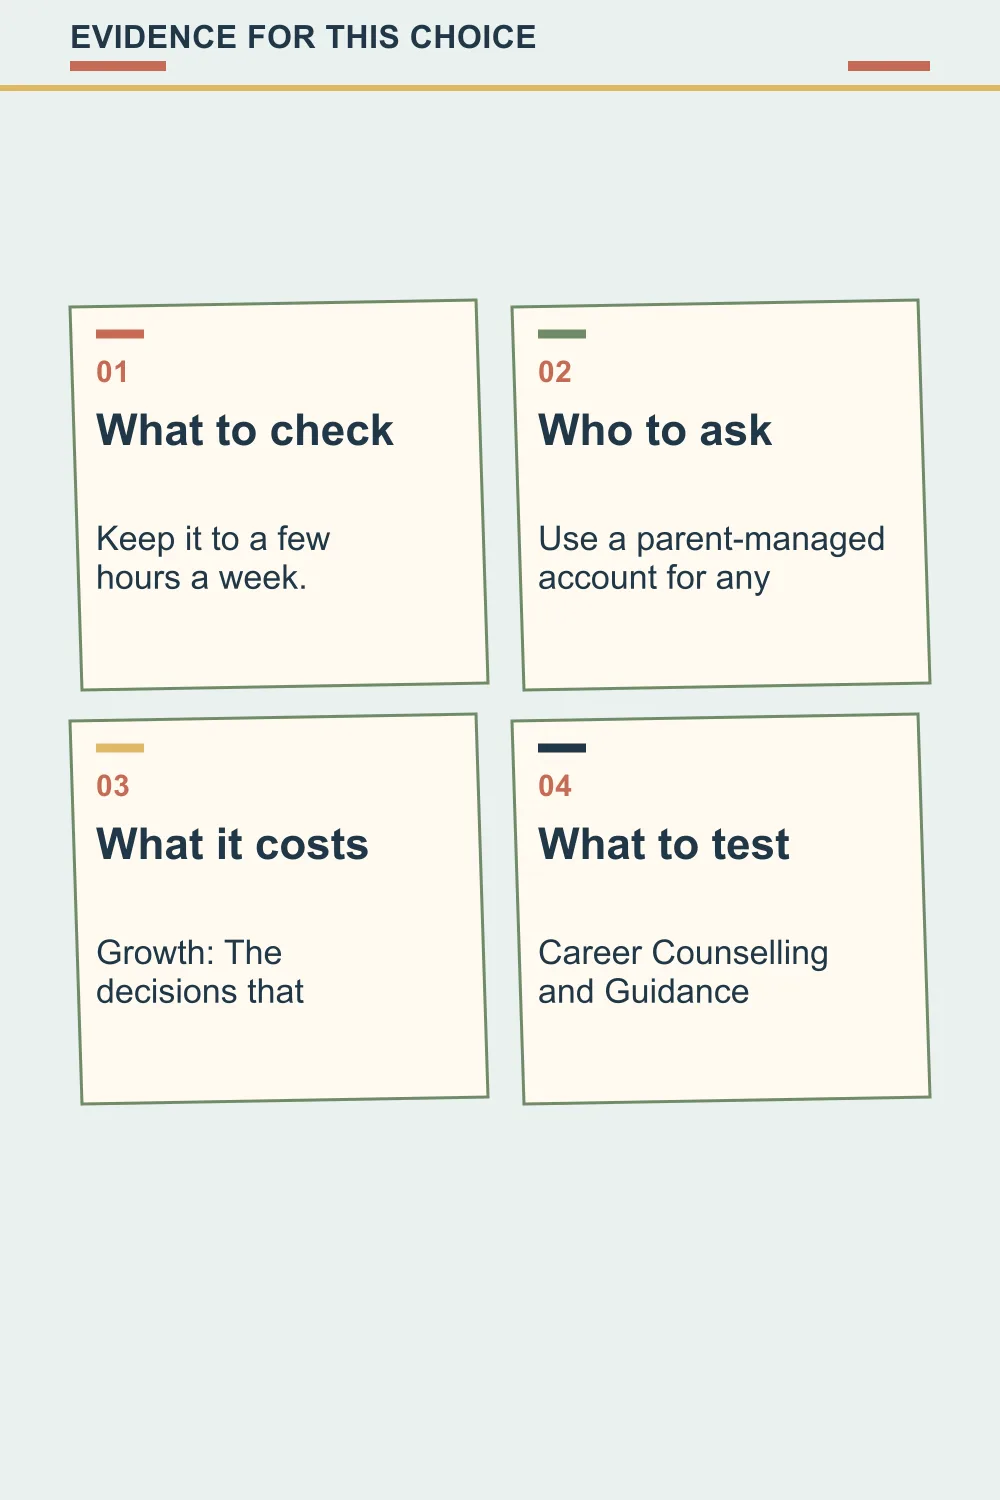 EVIDENCE FOR THIS CHOICE
01
What to check
Keep it to a few
hours a week.
02
Who to ask
Use a parent-managed
account for any
03
What it costs
Growth: The
decisions that
04
What to test
Career Counselling
and Guidance